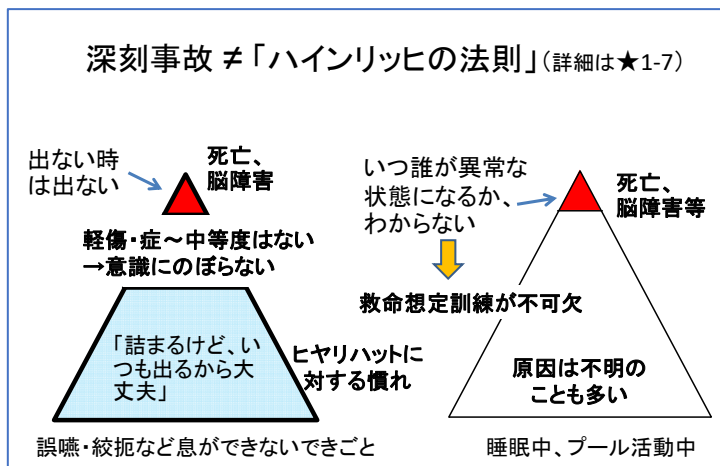 深刻事故 ≠ 「ハインリッヒの法則」(詳細は★1-7)
出ない時
は出ない
死亡、
脳障害
軽傷・症~中等度はない
→意識にのぼらない
「詰まるけど、い
つも出るから大
丈夫」
ヒヤリハットに
対する慣れ
誤嚥・絞扼など息ができないできごと
いつ誰が異常な
状態になるか、
わからない
死亡、
脳障害等
救命想定訓練が不可欠
原因は不明の
ことも多い
睡眠中、プール活動中